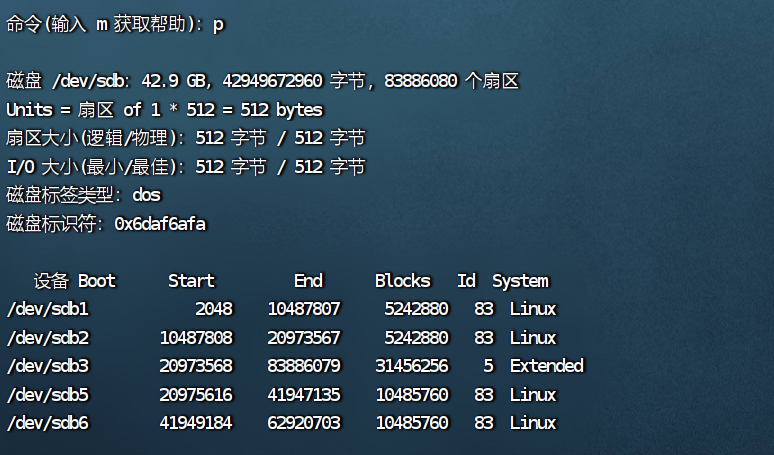 命令(输入 m 获取帮助)：p
磁盘 /dev/sdb：42.9 GB, 42949672960 字节，83886080 个扇区
Units = 扇区 of 1 * 512 = 512 bytes
扇区大小(逻辑/物理)：512 字节 / 512 字节
I/O 大小(最小/最佳)：512 字节 / 512 字节
磁盘标签类型：dos
磁盘标识符：0x6daf6afa
设备 Boot Start End Blocks Id System
/dev/sdb1 2048 10487807 5242880 83 Linux
/dev/sdb2 10487808 20973567 5242880 83 Linux
/dev/sdb3 20973568 83886079 31456256 5 Extended
/dev/sdb5 20975616 41947135 10485760 83 Linux
/dev/sdb6 41949184 62920703 10485760 83 Linux